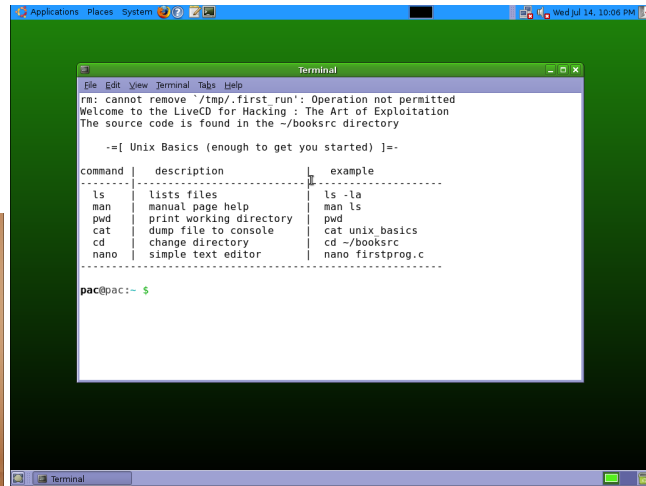 Applications Places System Wed Jul 14, 10:06 PM
Terminal
File Edit View Terminal Tabs Help
rm: cannot remove `/tmp/.first_run': Operation not permitted
Welcome to the LiveCD for Hacking : The Art of Exploitation
The source code is found in the ~/booksrc directory
-=[ Unix Basics (enough to get you started) ]=-
command | description | example
--------|---------------------------|---------------------
ls | lists files | ls -la
man | manual page help | man ls
pwd | print working directory | pwd
cat | dump file to console | cat unix_basics
cd | change directory | cd ~/booksrc
nano | simple text editor | nano firstprog.c
----------------------------------------------------------
pac@pac:~ $
Terminal